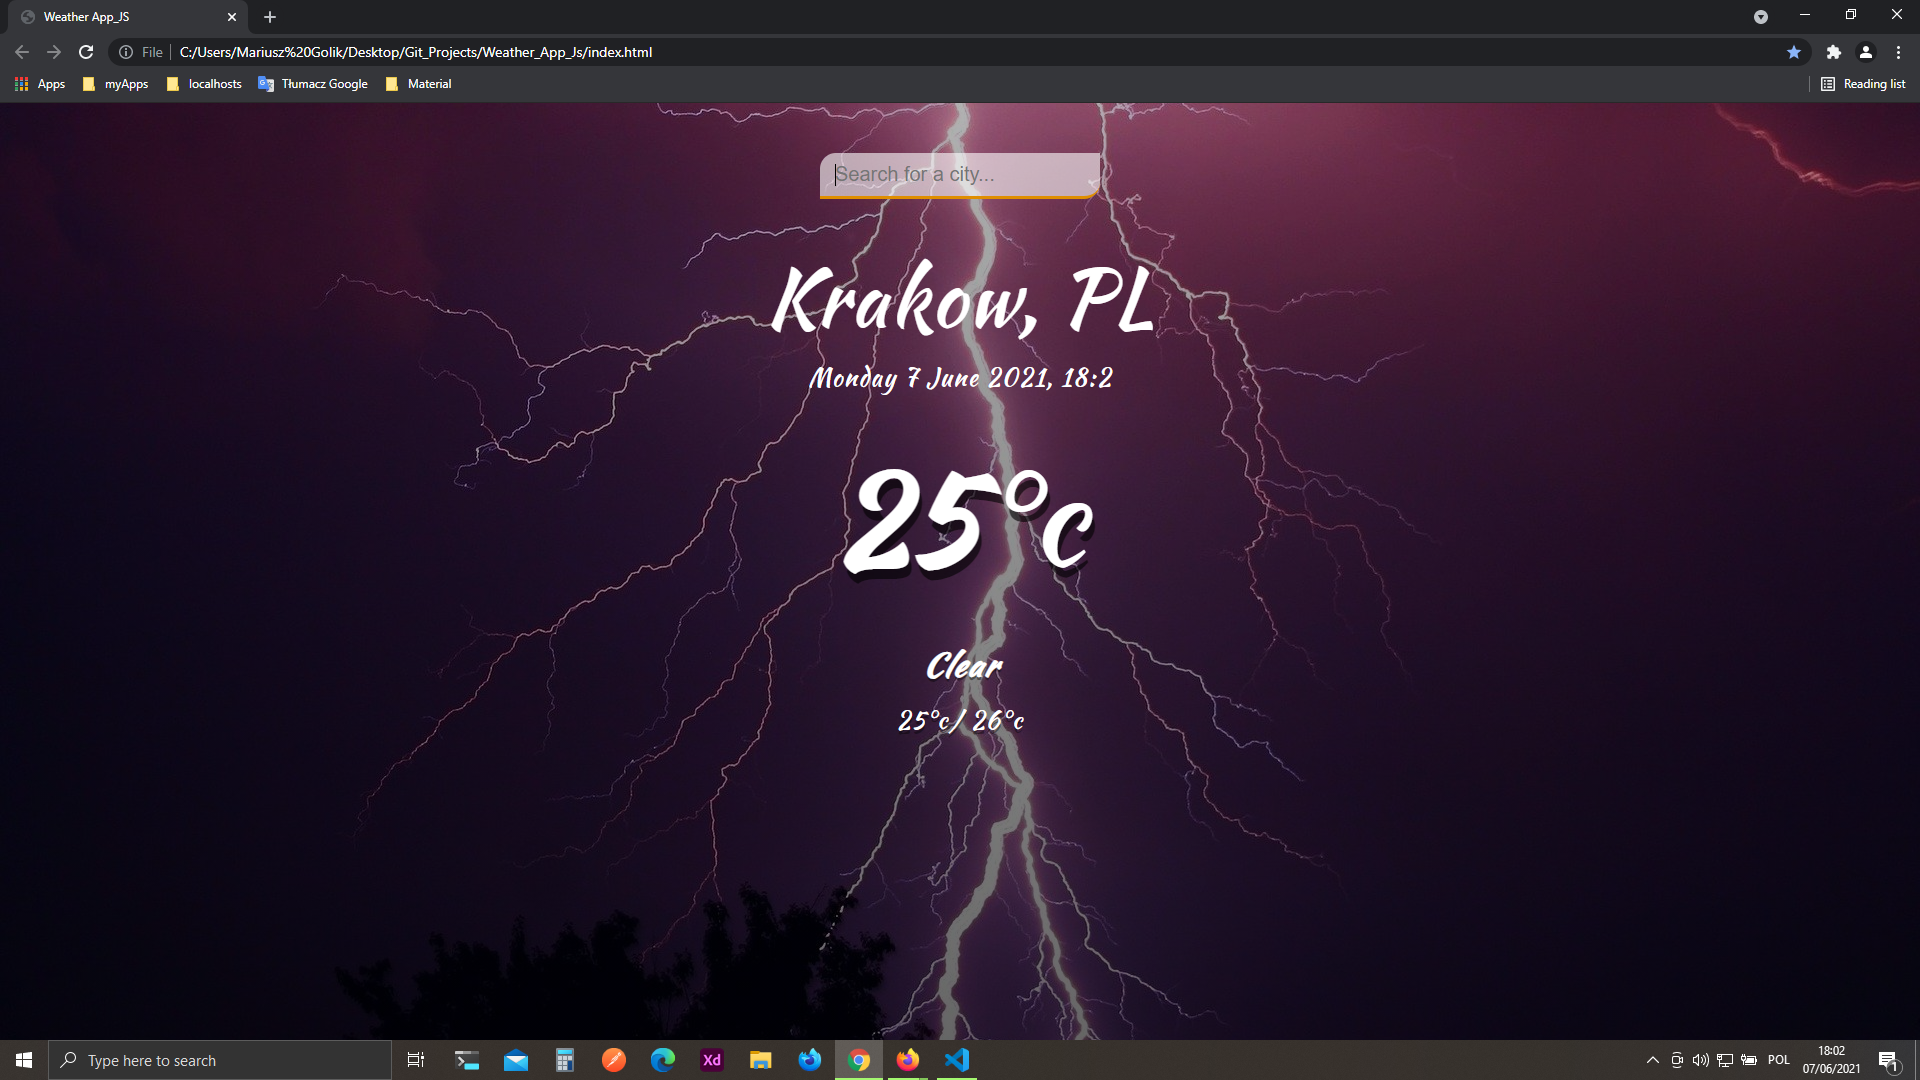 Weather App_JS
File
C:/Users/Mariusz%20Golik/Desktop/Git_Projects/Weather_App_Js/index.html
Apps
myApps
localhosts
Tłumacz Google
Material
Reading list
Search for a city...
Krakow, PL
Monday 7 June 2021, 18:2
25°c
Clear
25°c/ 26°c
Type here to search
Xd
POL
18:02
07/06/2021
1